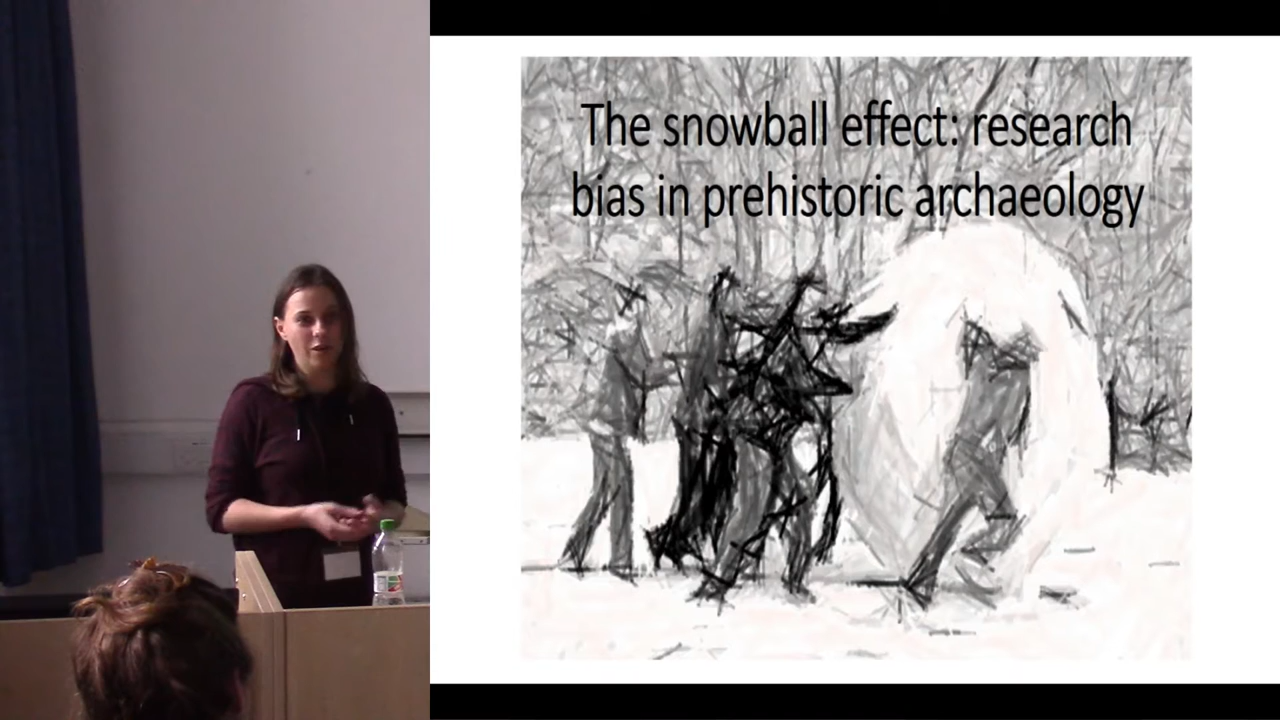 The snowball effect: research
bias in prehistoric archaeology